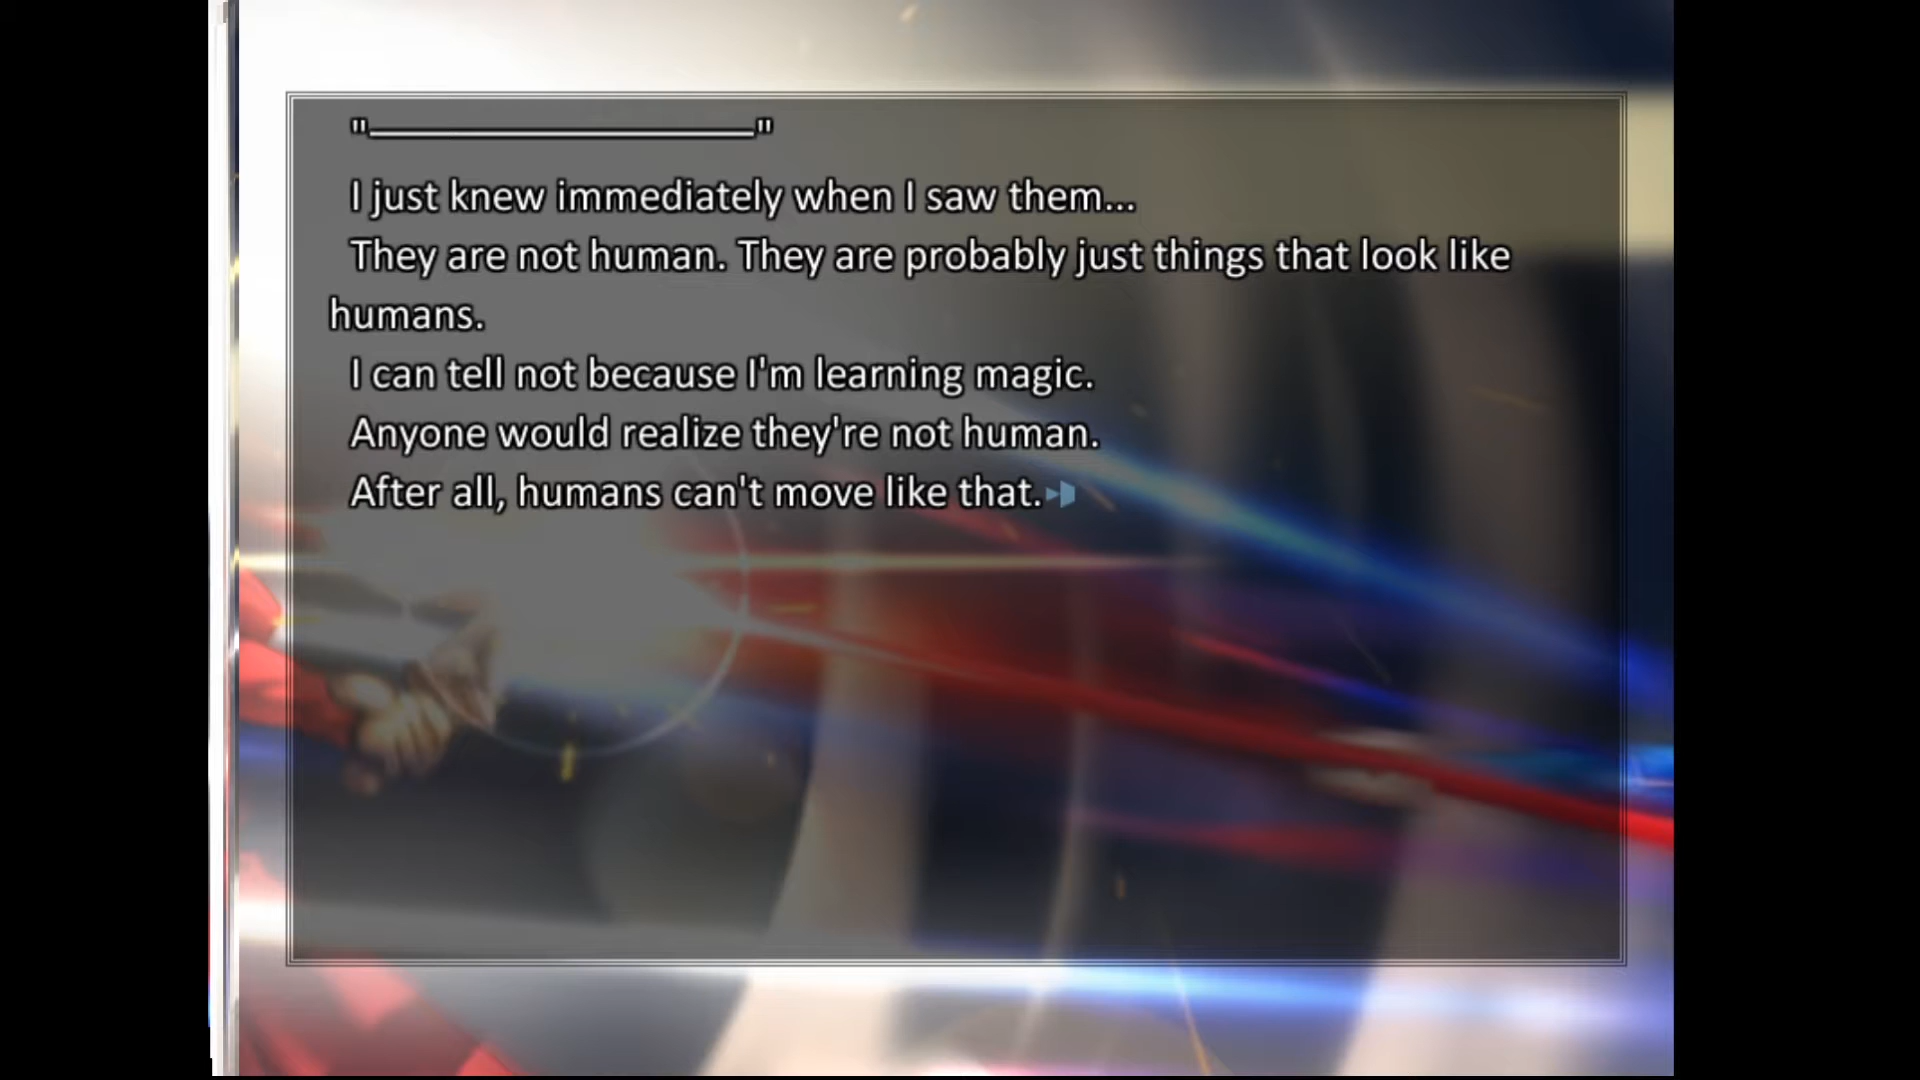 "————————————"
I just knew immediately when I saw them...
They are not human. They are probably just things that look like
humans.
I can tell not because I'm learning magic.
Anyone would realize they're not human.
After all, humans can't move like that.